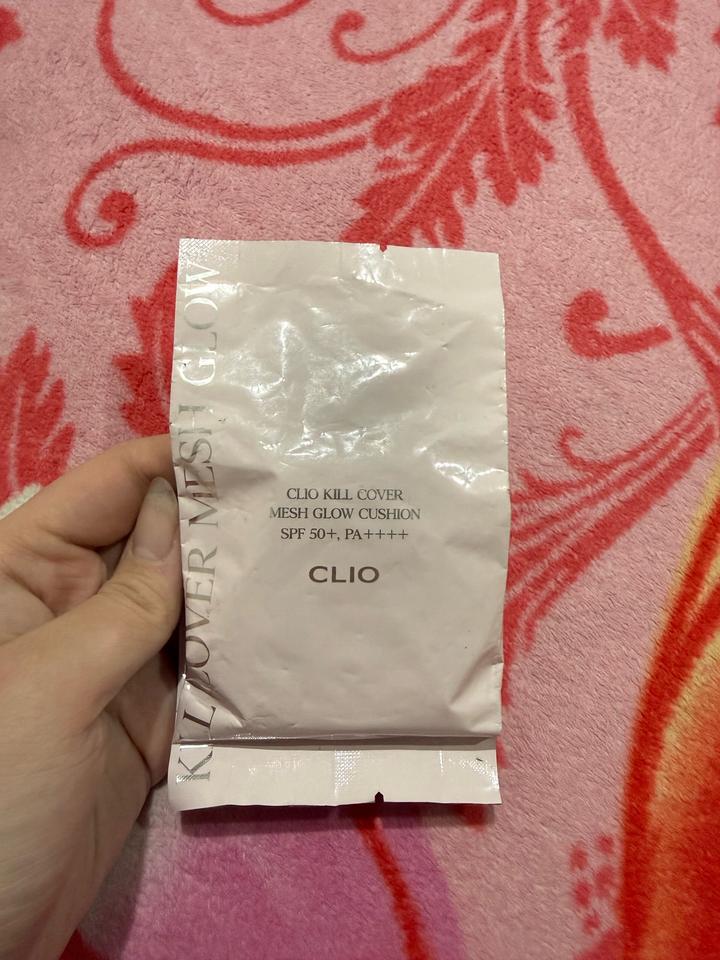 KILL COVER MESH GLOW
CLIO KILL COVER
MESH GLOW CUSHION
SPF 50+, PA++++
CLIO